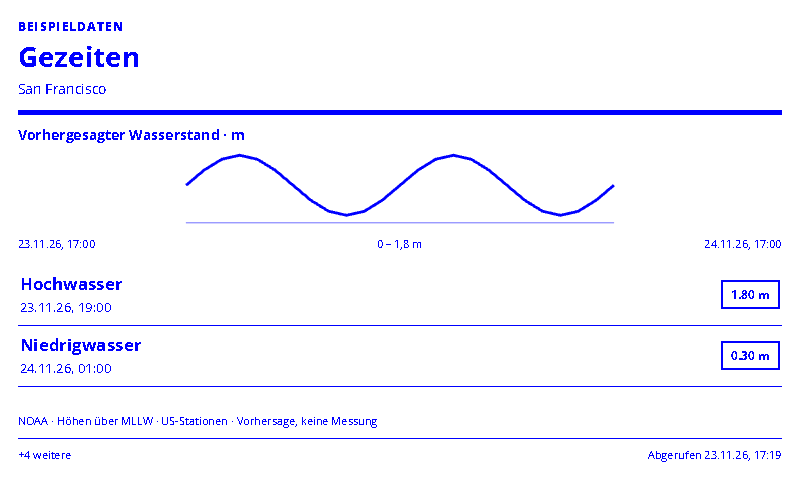 BEISPIELDATEN
Gezeiten
San Francisco
Vorhergesagter Wasserstand · m
23.11.26, 17:00
0 – 1,8 m
24.11.26, 17:00
Hochwasser
23.11.26, 19:00
1.80 m
Niedrigwasser
24.11.26, 01:00
0.30 m
NOAA · Höhen über MLLW · US-Stationen · Vorhersage, keine Messung
+4 weitere
Abgerufen 23.11.26, 17:19